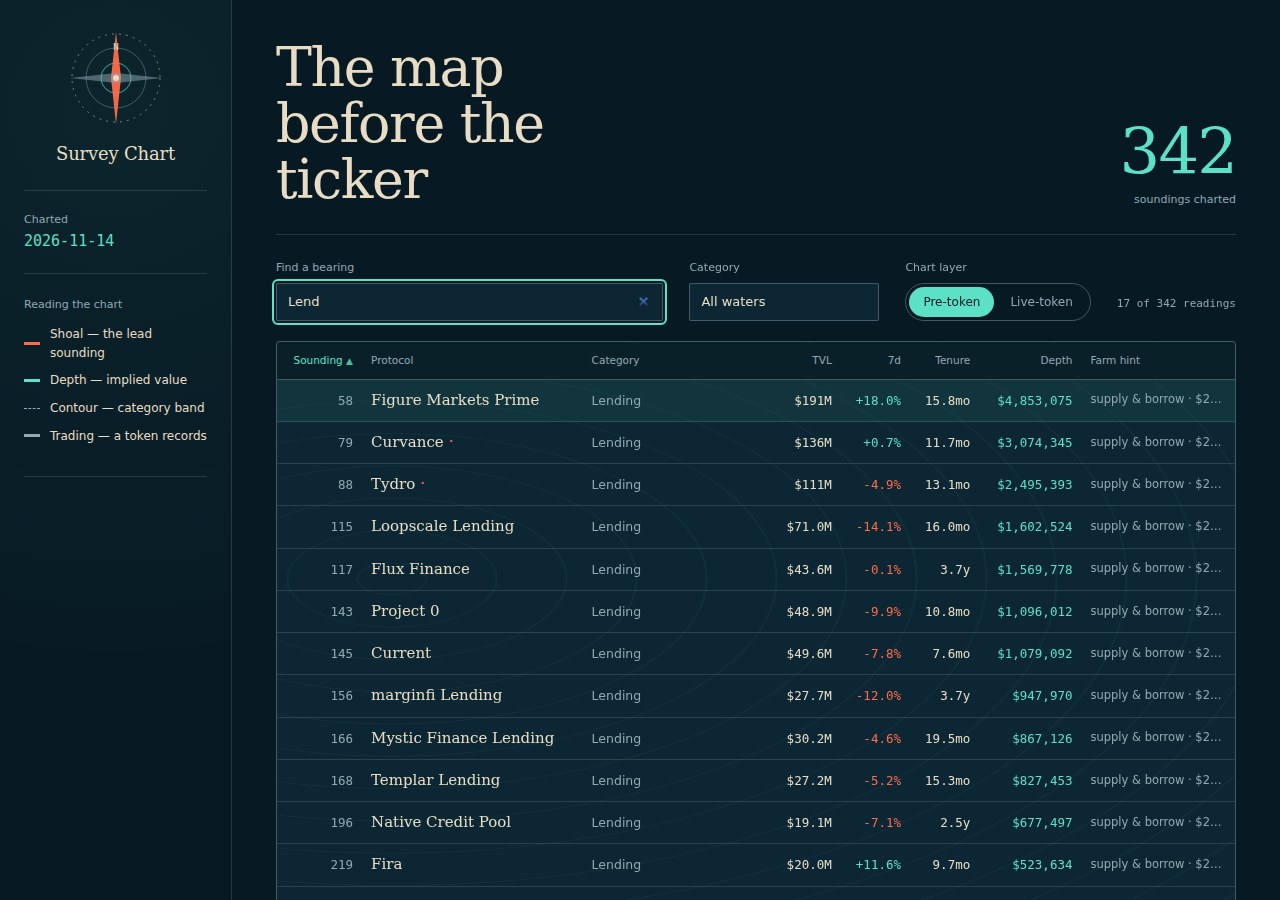 N
Survey Chart
Charted
2026-11-14
Reading the chart
Shoal — the lead
sounding
Depth — implied value
Contour — category band
Trading — a token records
The map
before the
ticker
342
soundings charted
Find a bearing
Category
Chart layer
Lend
All waters
Pre-token
Live-token
17 of 342 readings
Sounding ▲ Protocol Category TVL 7d Tenure Depth Farm hint
58 Figure Markets Prime Lending $191M +18.0% 15.8mo $4,853,075 supply & borrow · $2…
79 Curvance · Lending $136M +0.7% 11.7mo $3,074,345 supply & borrow · $2…
88 Tydro · Lending $111M -4.9% 13.1mo $2,495,393 supply & borrow · $2…
115 Loopscale Lending Lending $71.0M -14.1% 16.0mo $1,602,524 supply & borrow · $2…
117 Flux Finance Lending $43.6M -0.1% 3.7y $1,569,778 supply & borrow · $2…
143 Project 0 Lending $48.9M -9.9% 10.8mo $1,096,012 supply & borrow · $2…
145 Current Lending $49.6M -7.8% 7.6mo $1,079,092 supply & borrow · $2…
156 marginfi Lending Lending $27.7M -12.0% 3.7y $947,970 supply & borrow · $2…
166 Mystic Finance Lending Lending $30.2M -4.6% 19.5mo $867,126 supply & borrow · $2…
168 Templar Lending Lending $27.2M -5.2% 15.3mo $827,453 supply & borrow · $2…
196 Native Credit Pool Lending $19.1M -7.1% 2.5y $677,497 supply & borrow · $2…
219 Fira Lending $20.0M +11.6% 9.7mo $523,634 supply & borrow · $2…